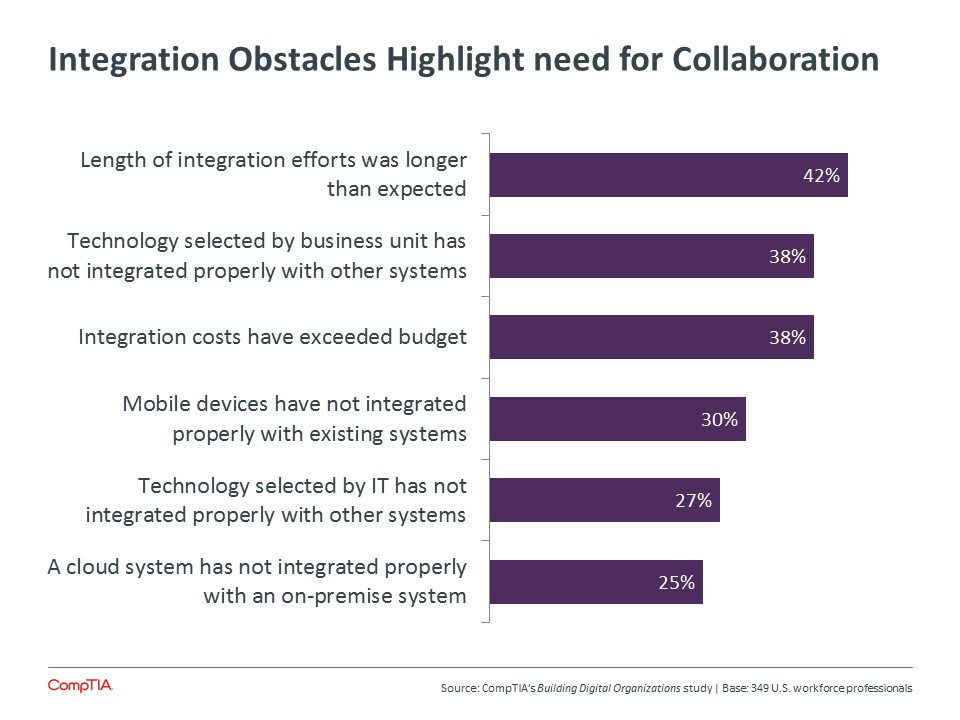 Integration Obstacles Highlight need for Collaboration
Length of integration efforts was longer
than expected
42%
Technology selected by business unit has
not integrated properly with other systems
38%
Integration costs have exceeded budget
38%
Mobile devices have not integrated
properly with existing systems
30%
Technology selected by IT has not
integrated properly with other systems
27%
A cloud system has not integrated properly
with an on-premise system
25%
CompTIA.
Source: CompTIA's Building Digital Organizations study | Base: 349 U.S. workforce professionals